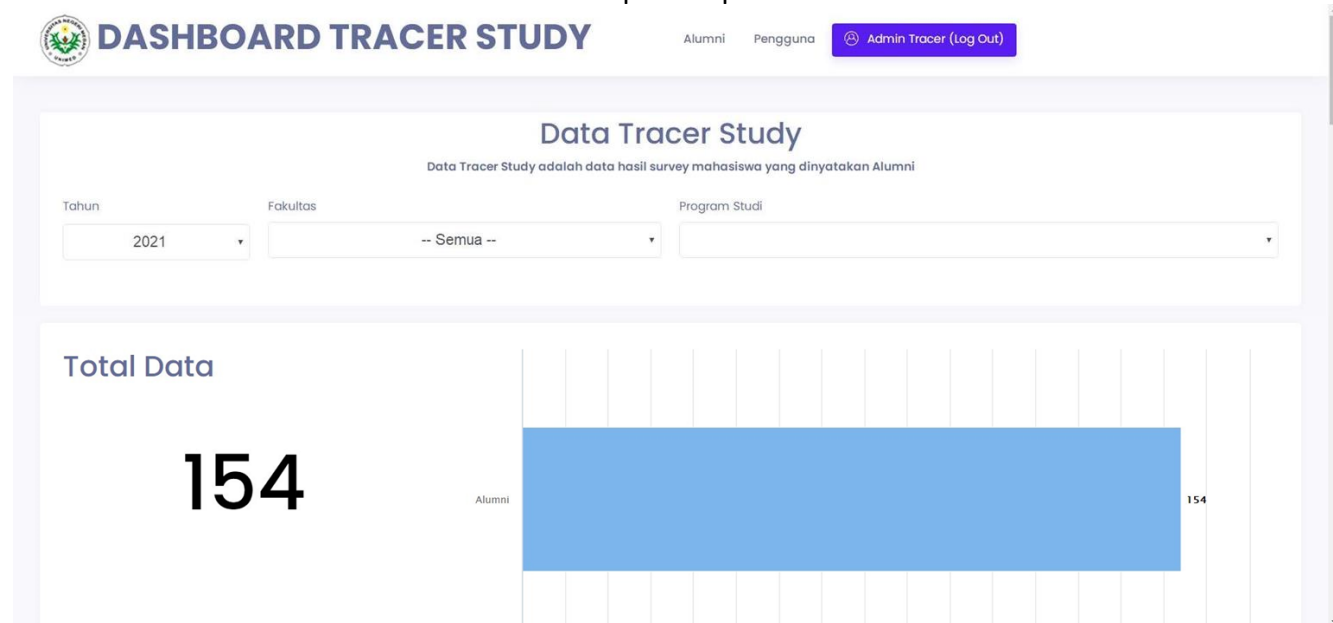 DASHBOARD TRACER STUDY
Alumni Pengguna Admin Tracer (Log Out)
Data Tracer Study
Data Tracer Study adalah data hasil survey mahasiswa yang dinyatakan Alumni
Tahun Fakultas Program Studi
2021 -- Semua --
Total Data
154
Alumni 154